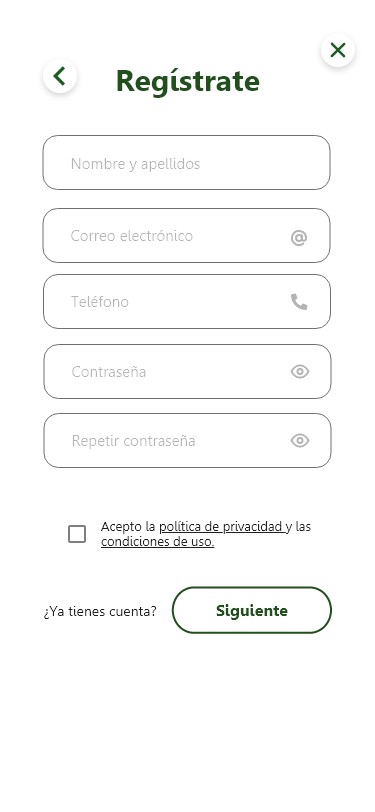 Regístrate
Nombre y apellidos
Correo electrónico
@
Teléfono
Contraseña
Repetir contraseña
Acepto la política de privacidad y las
condiciones de uso.
¿Ya tienes cuenta?
Siguiente